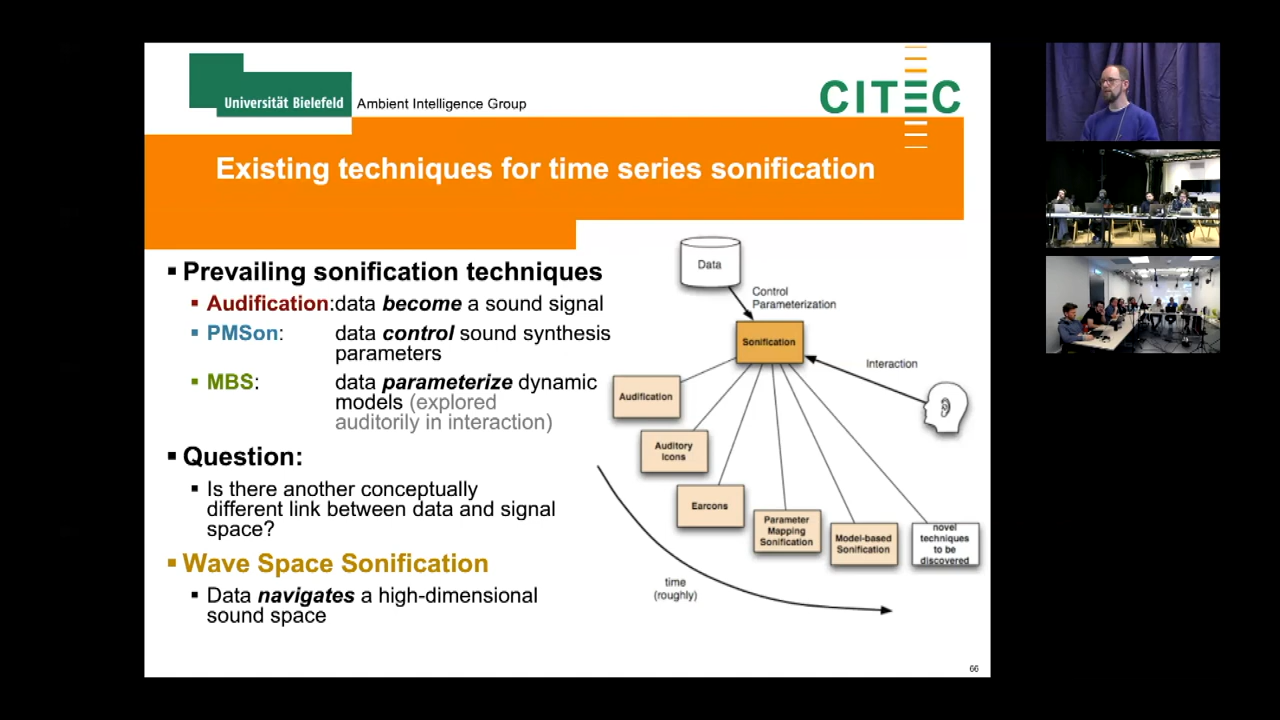 Universität Bielefeld
Ambient Intelligence Group
CITEC
Existing techniques for time series sonification
Prevailing sonification techniques
Audification: data become a sound signal
PMSon: data control sound synthesis
parameters
MBS: data parameterize dynamic
models (explored
auditorily in interaction)
Question:
Is there another conceptually
different link between data and signal
space?
Wave Space Sonification
Data navigates a high-dimensional
sound space
Data
Control
Parameterization
Sonification
Interaction
Audification
Auditory
Icons
Earcons
Parameter
Mapping
Sonification
Model-based
Sonification
novel
techniques
to be
discovered
time
(roughly)
66